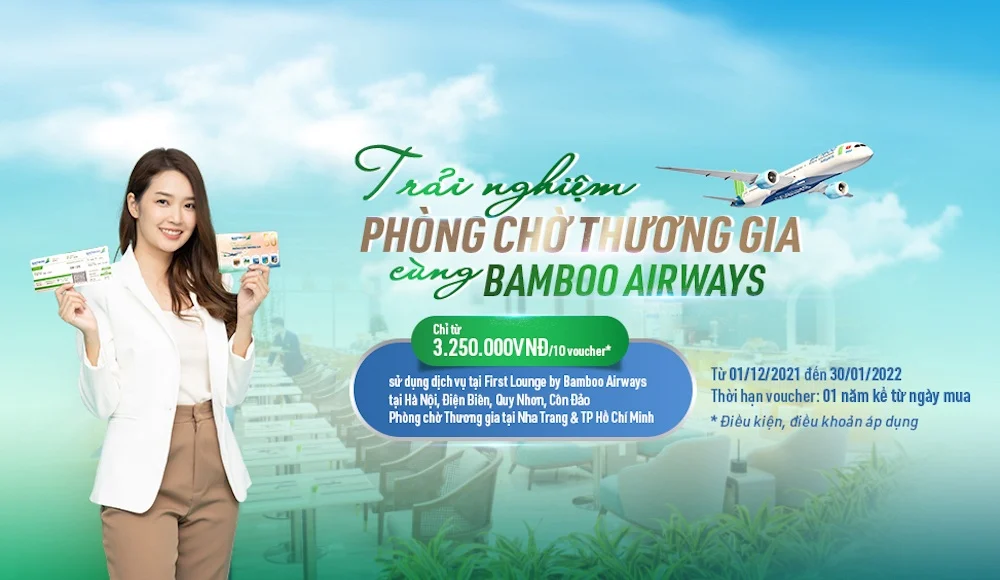 Trải nghiệm
PHÒNG CHỜ THƯƠNG GIA
cùng BAMBOO AIRWAYS
Chỉ từ
3.250.000VNĐ/10 voucher*
sử dụng dịch vụ tại First Lounge by Bamboo Airways
tại Hà Nội, Điện Biên, Quy Nhơn, Côn Đảo
Phòng chờ Thương gia tại Nha Trang & TP Hồ Chí Minh
Từ 01/12/2021 đến 30/01/2022
Thời hạn voucher: 01 năm kể từ ngày mua
* Điều kiện, điều khoản áp dụng